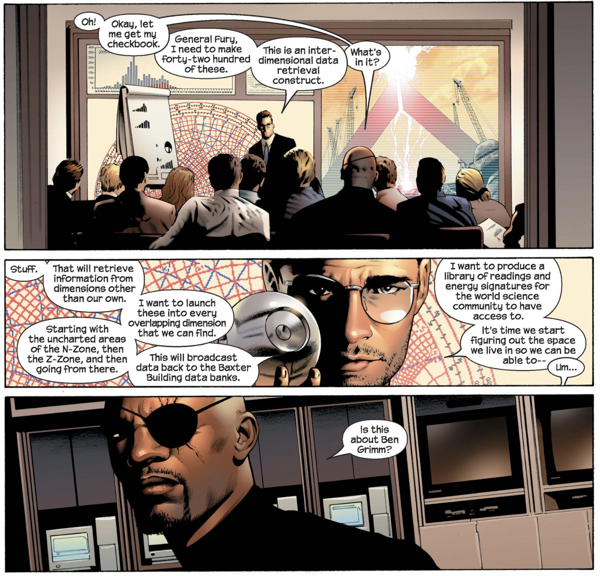 Oh!
Okay, let
me get my
checkbook.
General Fury,
I need to make
forty-two hundred
of these.
This is an inter-
dimensional data
retrieval
construct.
What's
in it?
Stuff.
That will retrieve
information from
dimensions other
than our own.
Starting with
the uncharted areas
of the N-Zone, then
the Z-Zone, and then
going from there.
I want to launch
these into every
overlapping dimension
that we can find.
This will broadcast
data back to the Baxter
Building data banks.
I want to produce a
library of readings and
energy signatures for
the world science
community to have
access to.
It's time we start
figuring out the space
we live in so we can be
able to--
Um...
Is this
about Ben
Grimm?